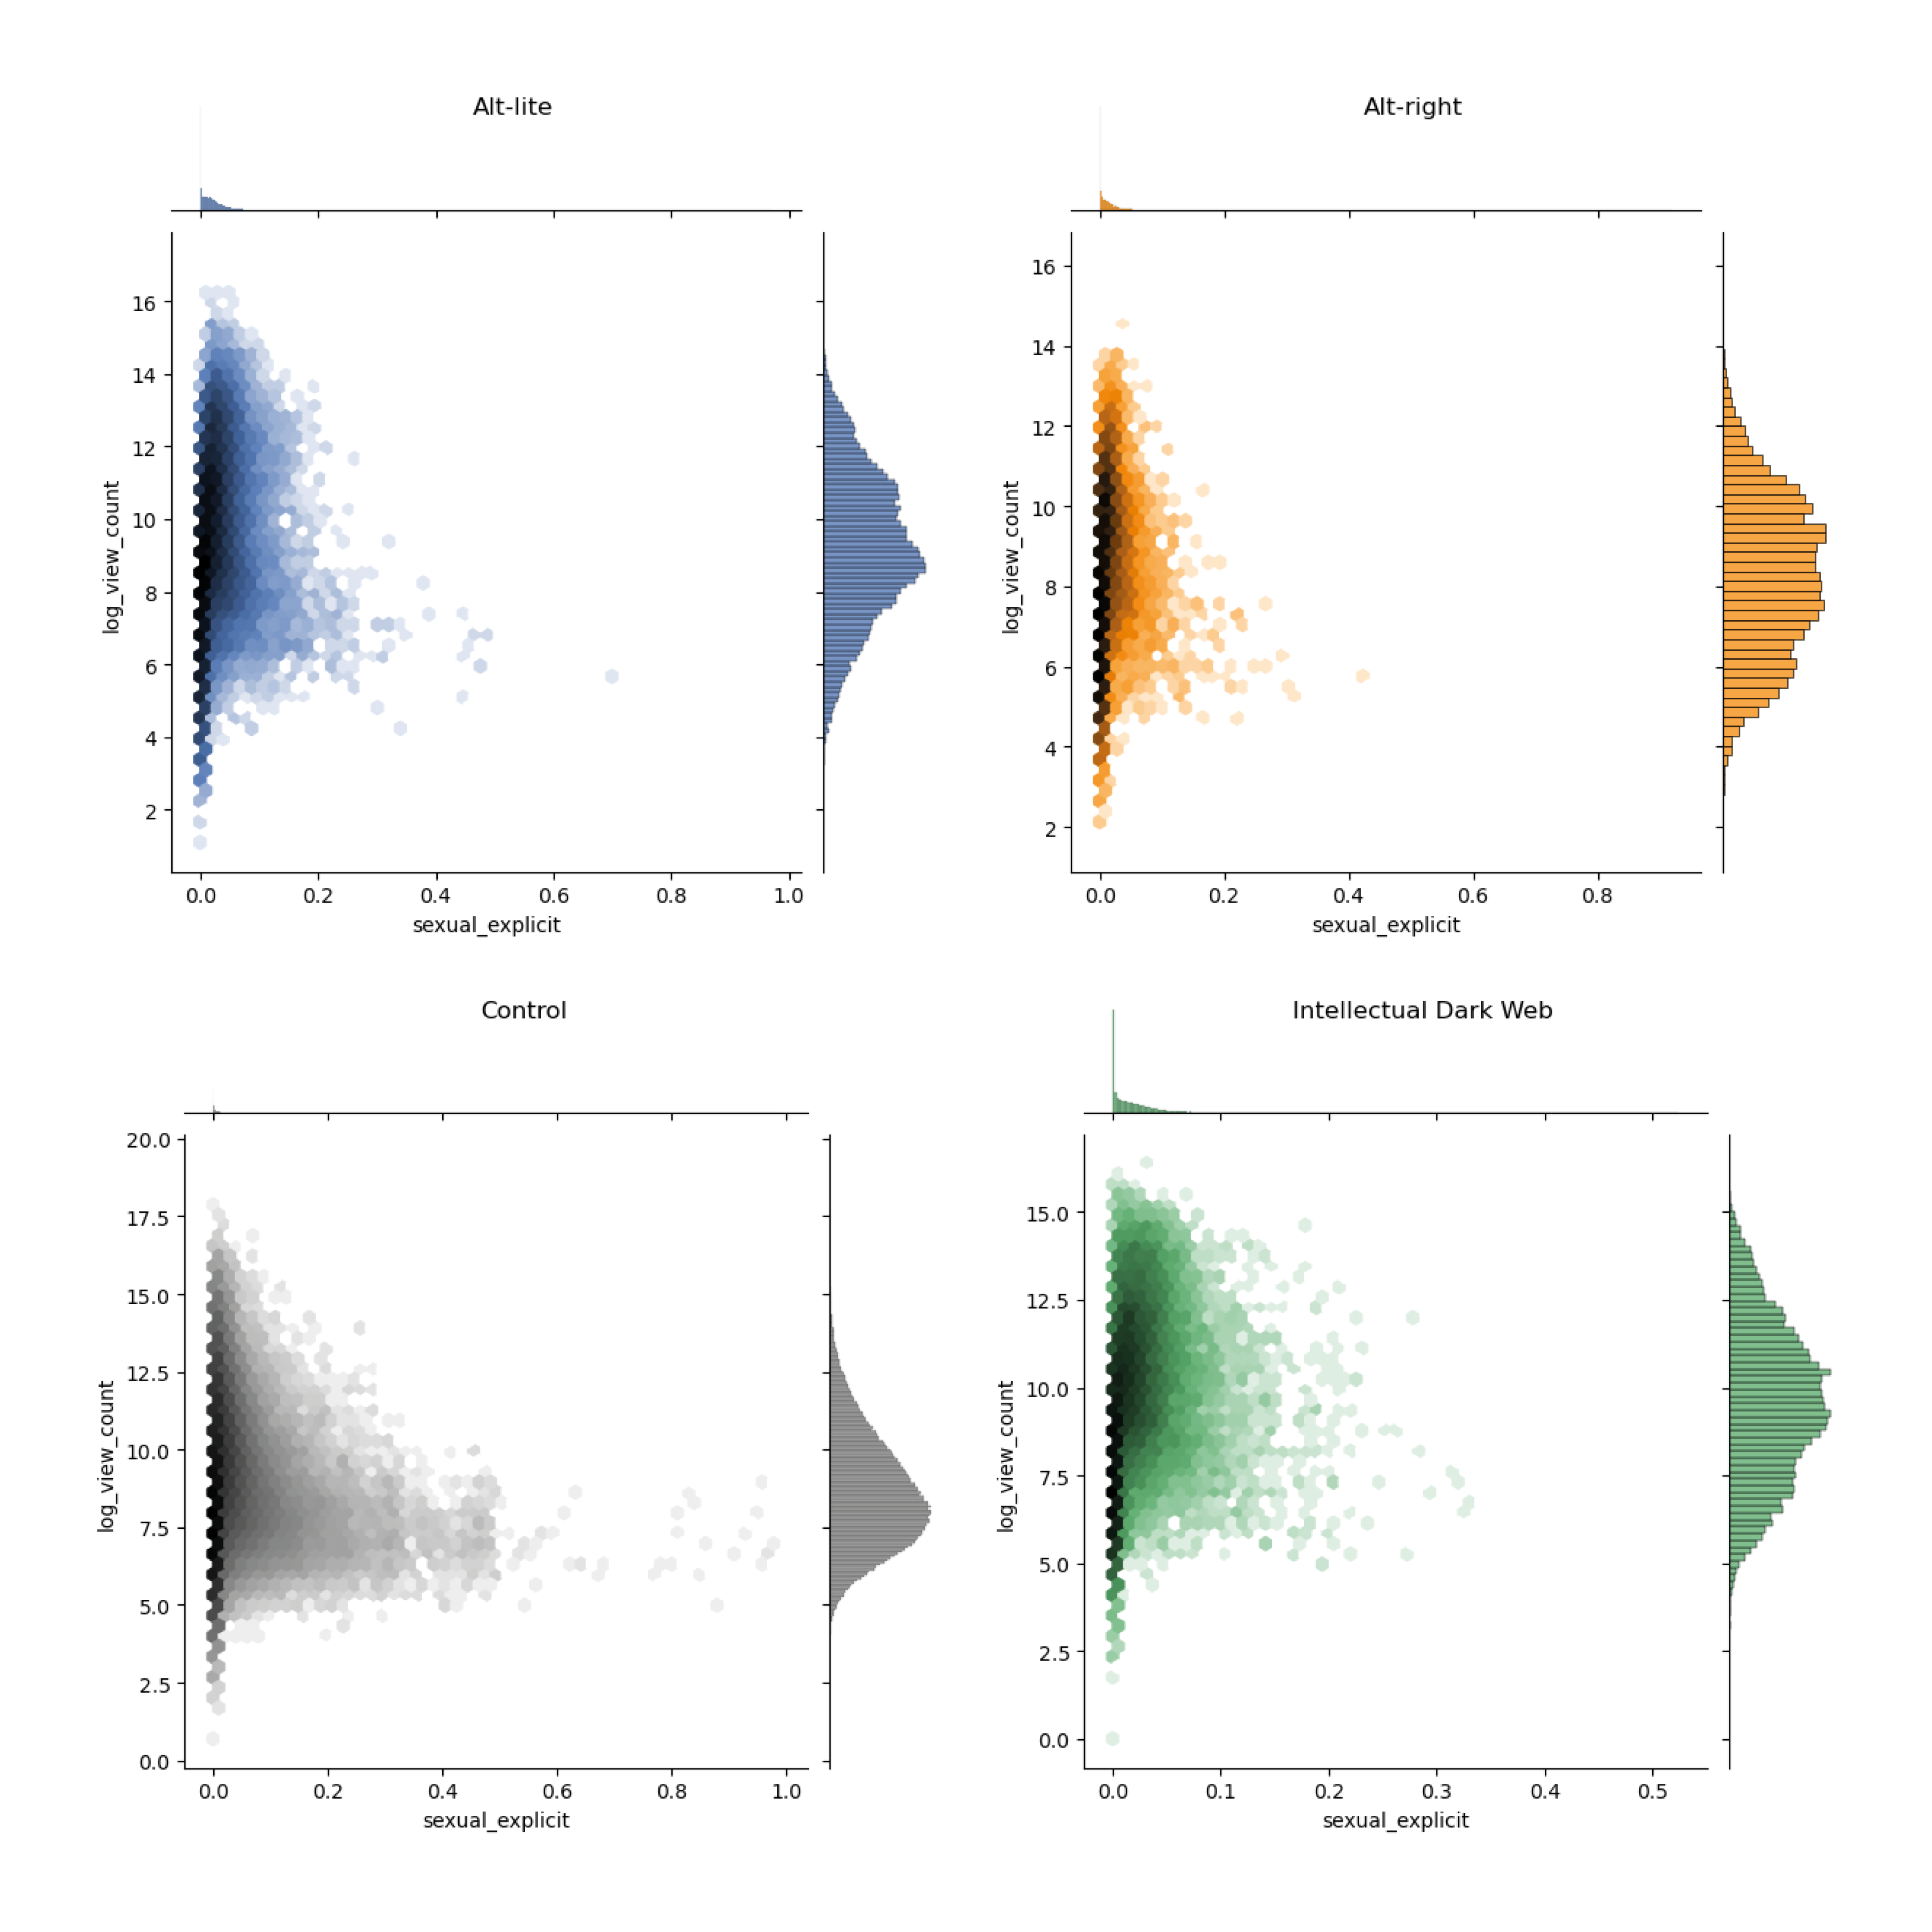 Alt-lite
16
14
12
10
8
6
4
2
log_view_count
0.0 0.2 0.4 0.6 0.8 1.0
sexual_explicit
Alt-right
16
14
12
10
8
6
4
2
log_view_count
0.0 0.2 0.4 0.6 0.8
sexual_explicit
Control
20.0
17.5
15.0
12.5
10.0
7.5
5.0
2.5
0.0
log_view_count
0.0 0.2 0.4 0.6 0.8 1.0
sexual_explicit
Intellectual Dark Web
15.0
12.5
10.0
7.5
5.0
2.5
0.0
log_view_count
0.0 0.1 0.2 0.3 0.4 0.5
sexual_explicit